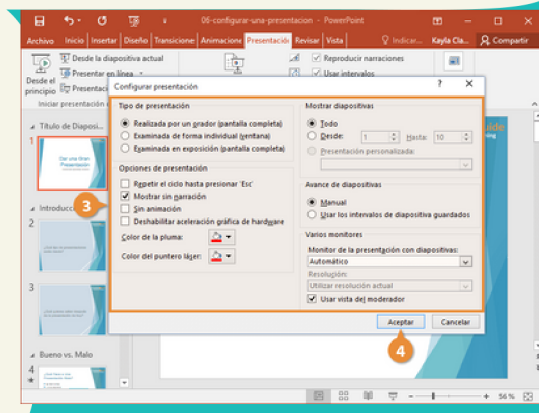 06-configurar-una-presentacion - PowerPoint
Archivo Inicio Insertar Diseño Transicione: Animacione Presentació Revisar Vista Indicar... Kayla Cla... Compartir
Desde la diapositiva actual
Presentar en línea
Presentaci
Desde el
principio
Iniciar presentación
Reproducir narraciones
Usar intervalos
Configurar presentación
? X
Tipo de presentación
Realizada por un orador (pantalla completa)
Examinada de forma individual (ventana)
Examinada en exposición (pantalla completa)
Opciones de presentación
Repetir el ciclo hasta presionar 'Esc'
Mostrar sin narración
Sin animación
Deshabilitar aceleración gráfica de hardware
Color de la pluma:
Color del puntero láser:
Mostrar diapositivas
Todo
Desde: 1 Hasta: 10
Presentación personalizada:
Avance de diapositivas
Manual
Usar los intervalos de diapositiva guardados
Varios monitores
Monitor de la presentación con diapositivas:
Automático
Resolución:
Utilizar resolución actual
Usar vista del moderador
Aceptar Cancelar
3
4
Título de Diaposi...
1
Dar una Gran
Presentación
Introducc
2
3
Bueno vs. Malo
4
56 %